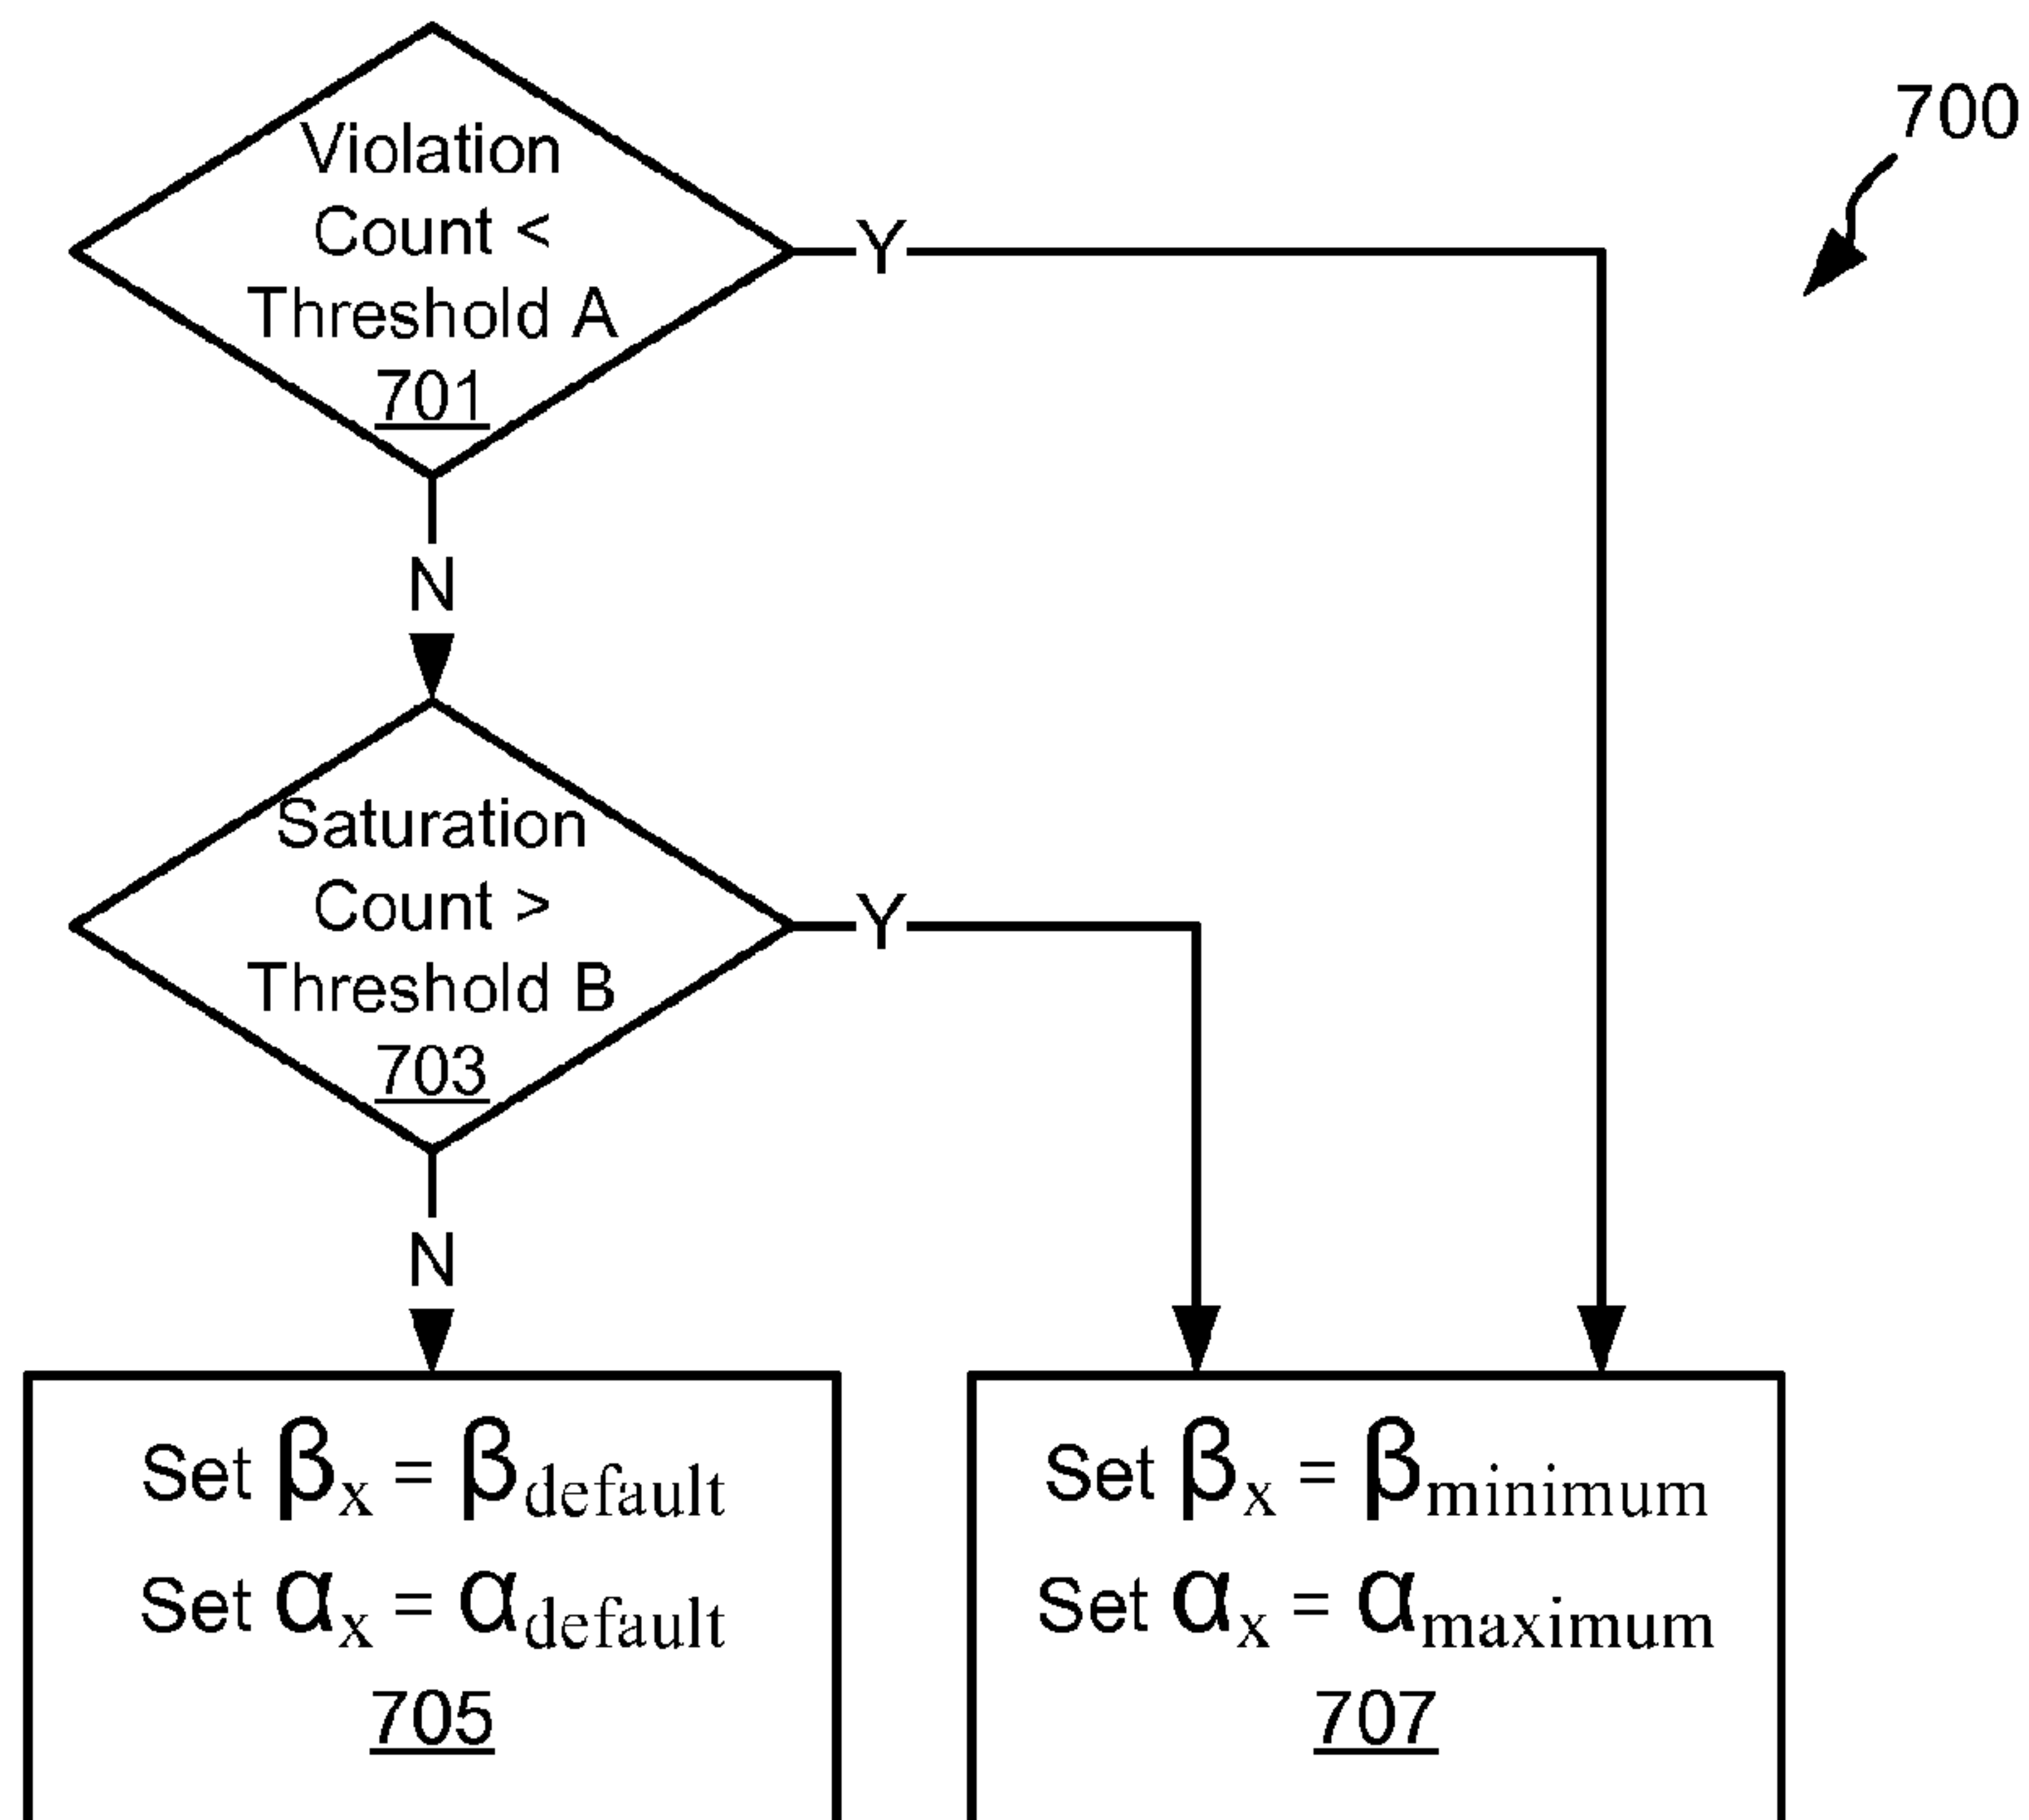 Violation
Count <
Threshold A
701
Y
700
N
Saturation
Count >
Threshold B
703
Y
N
Set βx = βdefault
Set αx = αdefault
705
Set βx = βminimum
Set αx = αmaximum
707